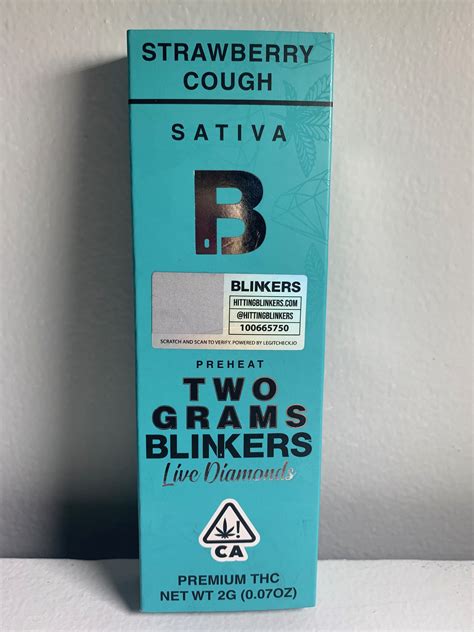 STRAWBERRY
COUGH
SATIVA
B
BLINKERS
HITTINGBLINKERS.COM
@HITTINGBLINKERS
100665750
SCRATCH AND SCAN TO VERIFY. POWERED BY LEGITCHECK.IO
PREHEAT
TWO
GRAMS
BLINKERS
Live Diamonds
!
CA
PREMIUM THC
NET WT 2G (0.07OZ)